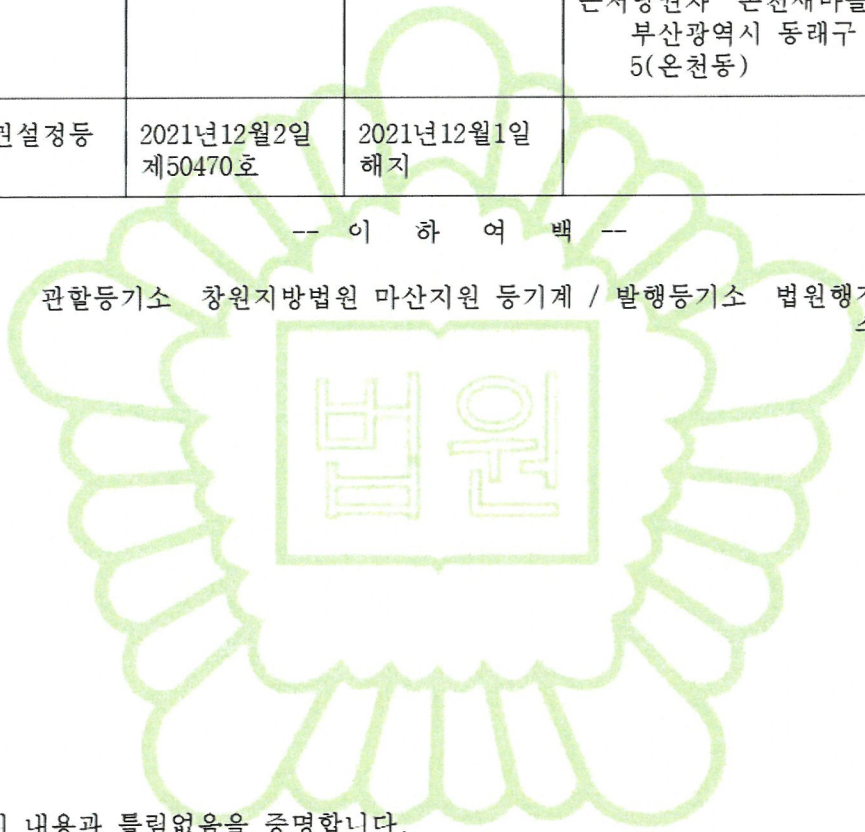 근저당권자 온천새마을
부산광역시 동래구
5(온천동)
권설정등
2021년12월2일
제50470호
2021년12월1일
해지
-- 이 하 여 백 --
관할등기소 창원지방법원 마산지원 등기계 / 발행등기소 법원행정
법원
내용과 틀림없음을 증명합니다.